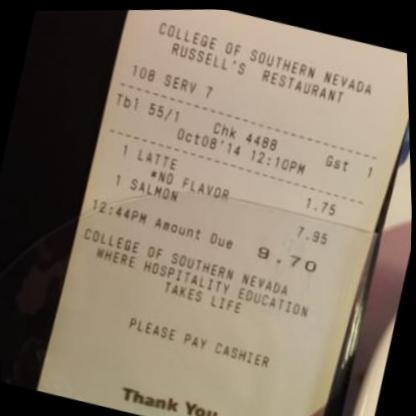 COLLEGE OF SOUTHERN NEVADA
RUSSELL'S RESTAURANT
108 SERV 7
Tbl 55/1 Chk 4488 Gst 1
Oct08'14 12:10PM
1 LATTE 1.75
*NO FLAVOR
1 SALMON 7.95
12:44PM Amount Due 9.70
COLLEGE OF SOUTHERN NEVADA
WHERE HOSPITALITY EDUCATION
TAKES LIFE
PLEASE PAY CASHIER
Thank You